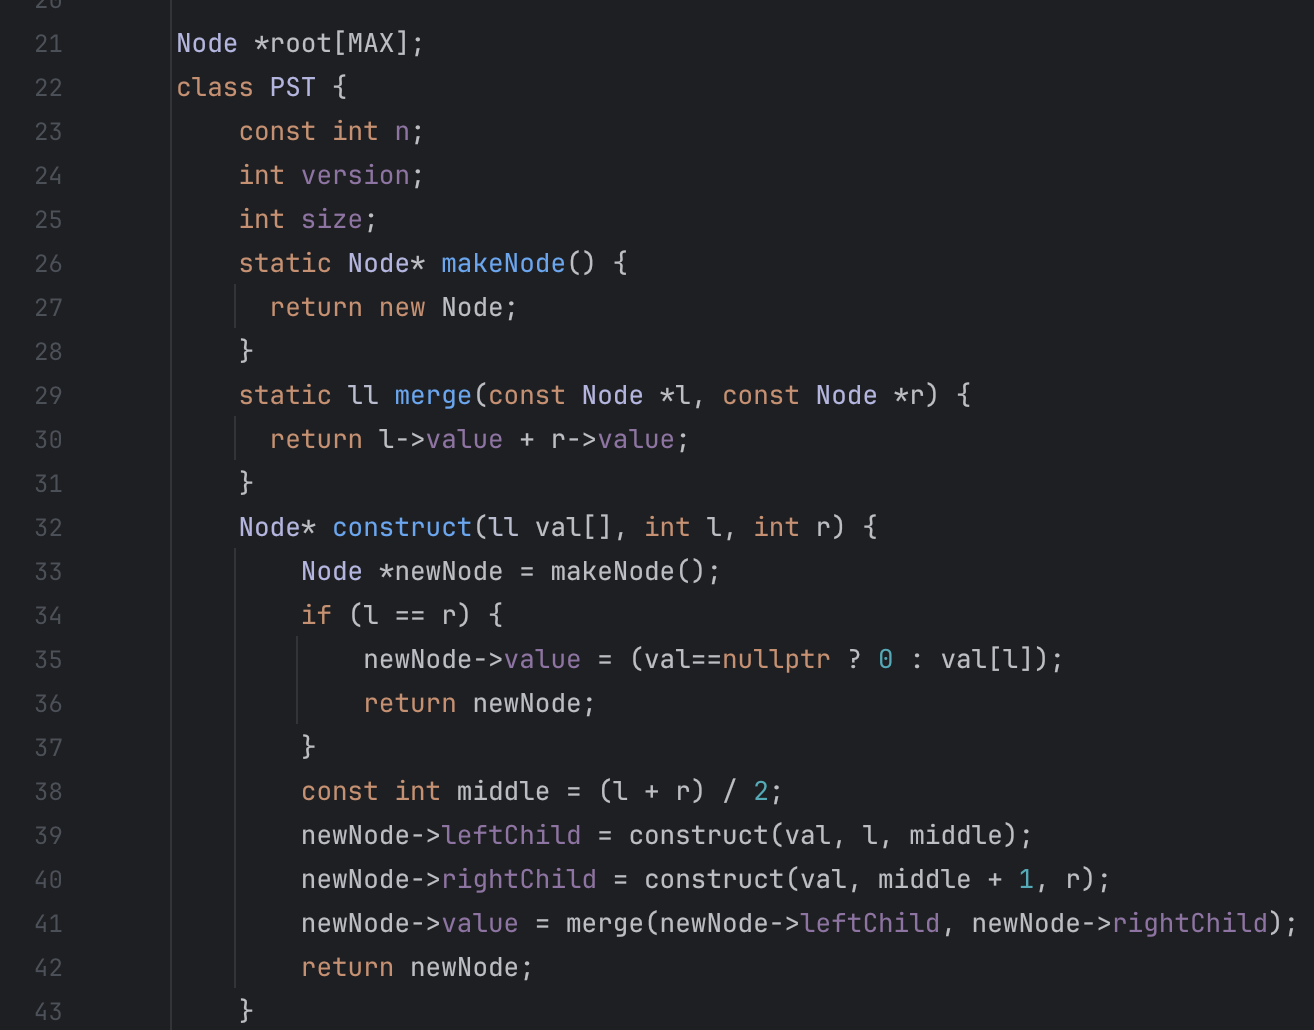 20
21 Node *root[MAX];
22 class PST {
23     const int n;
24     int version;
25     int size;
26     static Node* makeNode() {
27       return new Node;
28     }
29     static ll merge(const Node *l, const Node *r) {
30       return l->value + r->value;
31     }
32     Node* construct(ll val[], int l, int r) {
33         Node *newNode = makeNode();
34         if (l == r) {
35             newNode->value = (val==nullptr ? 0 : val[l]);
36             return newNode;
37         }
38         const int middle = (l + r) / 2;
39         newNode->leftChild = construct(val, l, middle);
40         newNode->rightChild = construct(val, middle + 1, r);
41         newNode->value = merge(newNode->leftChild, newNode->rightChild);
42         return newNode;
43     }